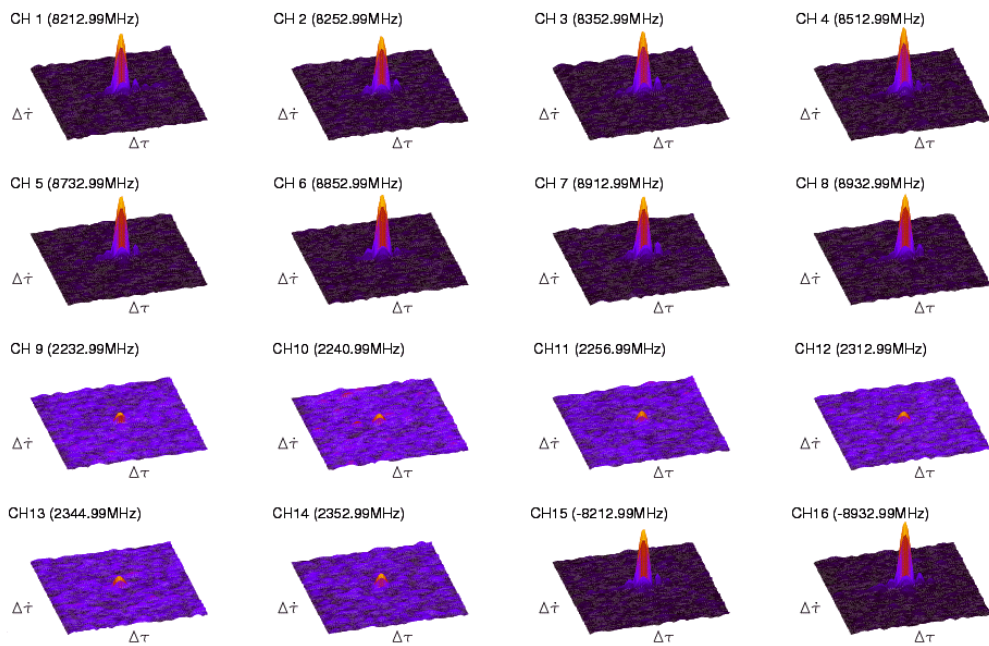 CH 1 (8212.99MHz)
CH 2 (8252.99MHz)
CH 3 (8352.99MHz)
CH 4 (8512.99MHz)
Δτ̇
Δτ
Δτ̇
Δτ
Δτ̇
Δτ
Δτ̇
Δτ
CH 5 (8732.99MHz)
CH 6 (8852.99MHz)
CH 7 (8912.99MHz)
CH 8 (8932.99MHz)
Δτ̇
Δτ
Δτ̇
Δτ
Δτ̇
Δτ
Δτ̇
Δτ
CH 9 (2232.99MHz)
CH10 (2240.99MHz)
CH11 (2256.99MHz)
CH12 (2312.99MHz)
Δτ̇
Δτ
Δτ̇
Δτ
Δτ̇
Δτ
Δτ̇
Δτ
CH13 (2344.99MHz)
CH14 (2352.99MHz)
CH15 (-8212.99MHz)
CH16 (-8932.99MHz)
Δτ̇
Δτ
Δτ̇
Δτ
Δτ̇
Δτ
Δτ̇
Δτ